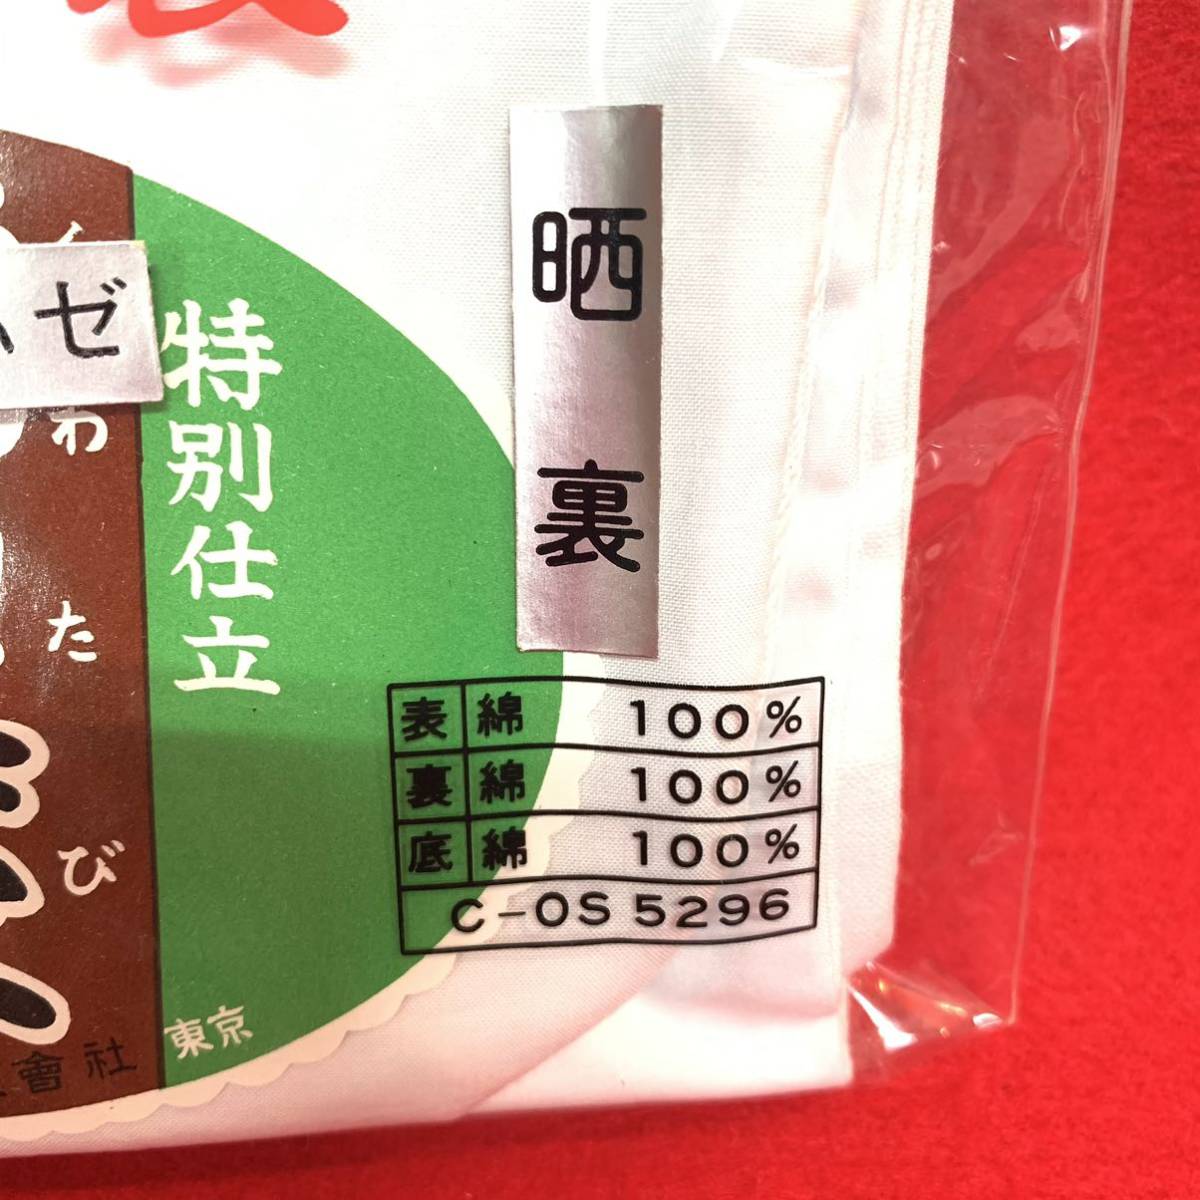 晒裏
ゼ
特別仕立
わ
たび
會社
東京
表 綿 100%
裏 綿 100%
底 綿 100%
C-OS 5296